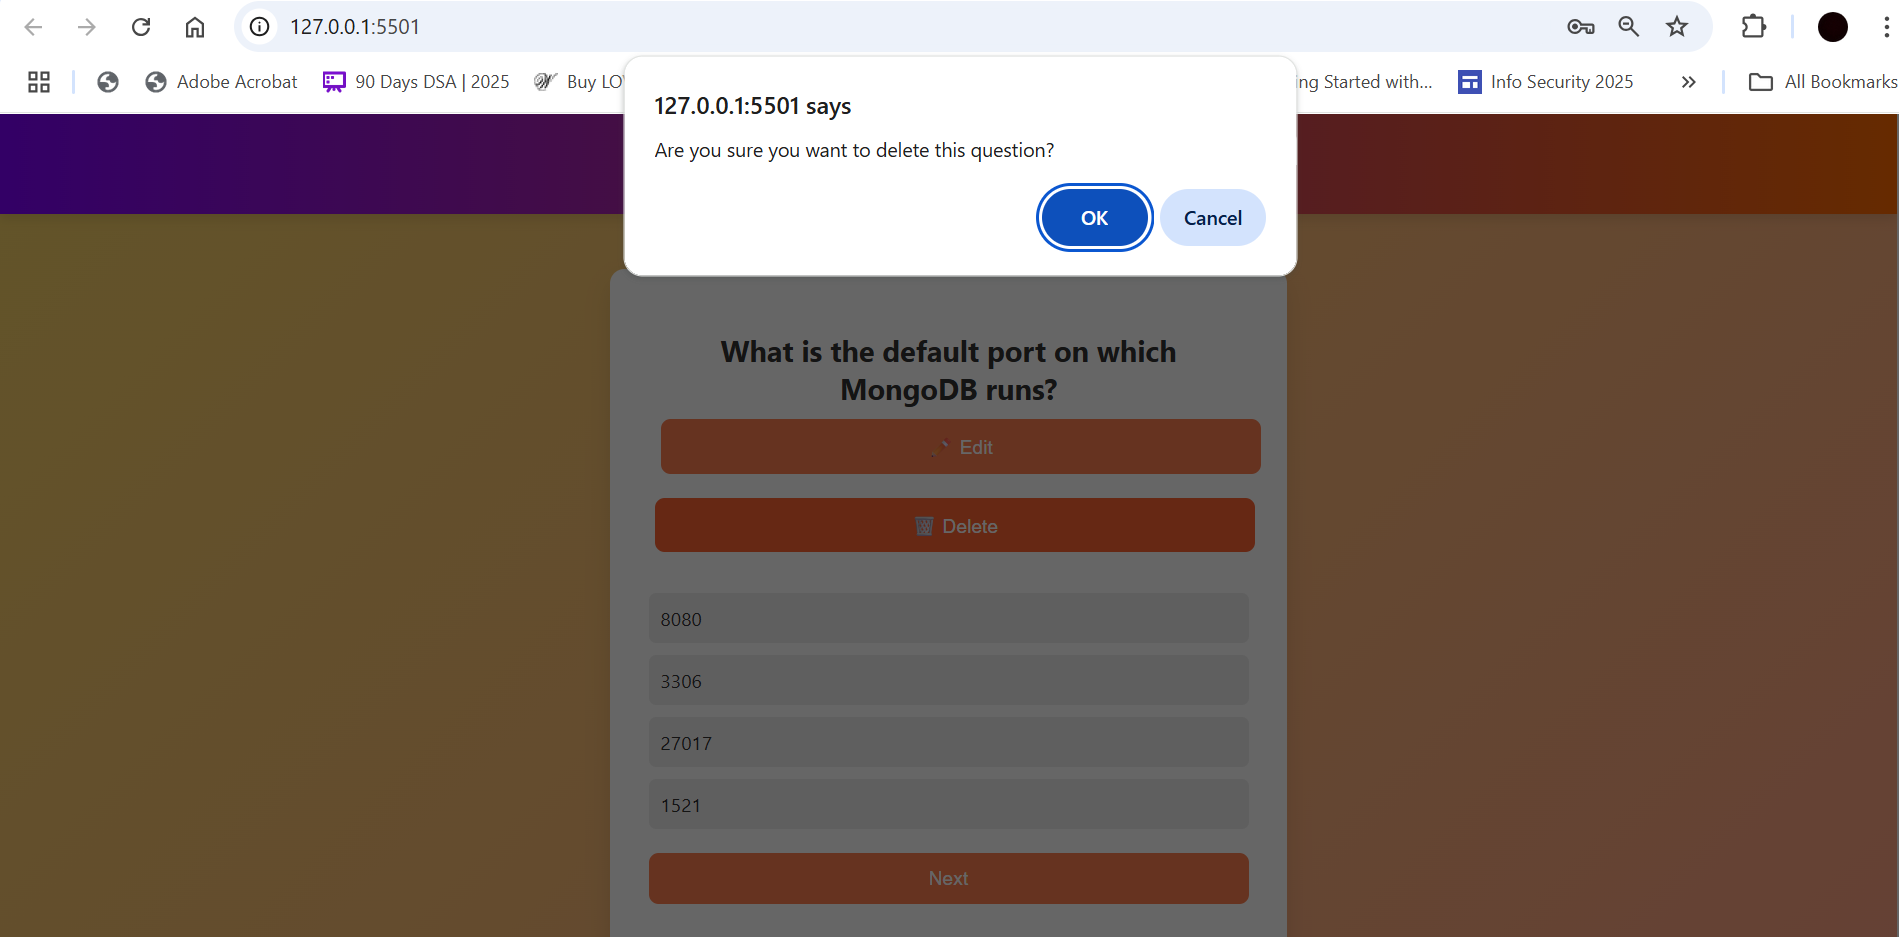 127.0.0.1:5501
Adobe Acrobat
90 Days DSA | 2025
Buy LO
ing Started with...
Info Security 2025
All Bookmarks
127.0.0.1:5501 says
Are you sure you want to delete this question?
OK
Cancel
What is the default port on which
MongoDB runs?
Edit
Delete
8080
3306
27017
1521
Next